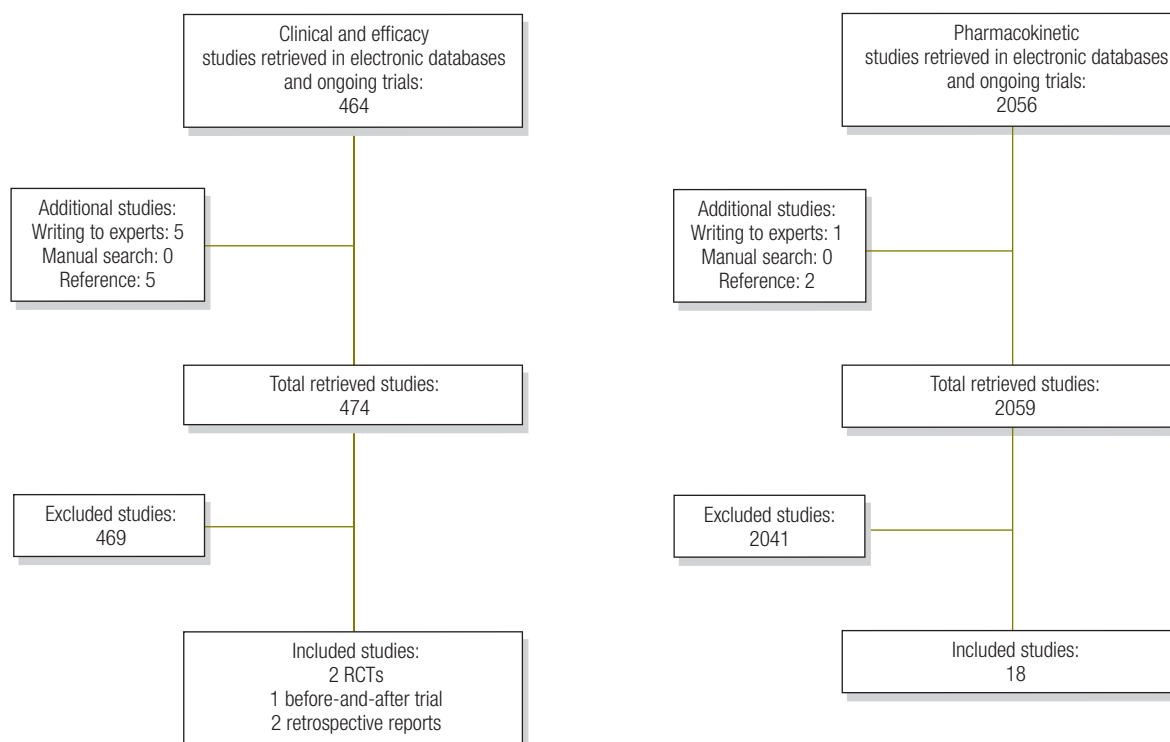 Clinical and efficacy
studies retrieved in electronic databases
and ongoing trials:
464
Additional studies:
Writing to experts: 5
Manual search: 0
Reference: 5
Total retrieved studies:
474
Excluded studies:
469
Included studies:
2 RCTs
1 before-and-after trial
2 retrospective reports
Pharmacokinetic
studies retrieved in electronic databases
and ongoing trials:
2056
Additional studies:
Writing to experts: 1
Manual search: 0
Reference: 2
Total retrieved studies:
2059
Excluded studies:
2041
Included studies:
18